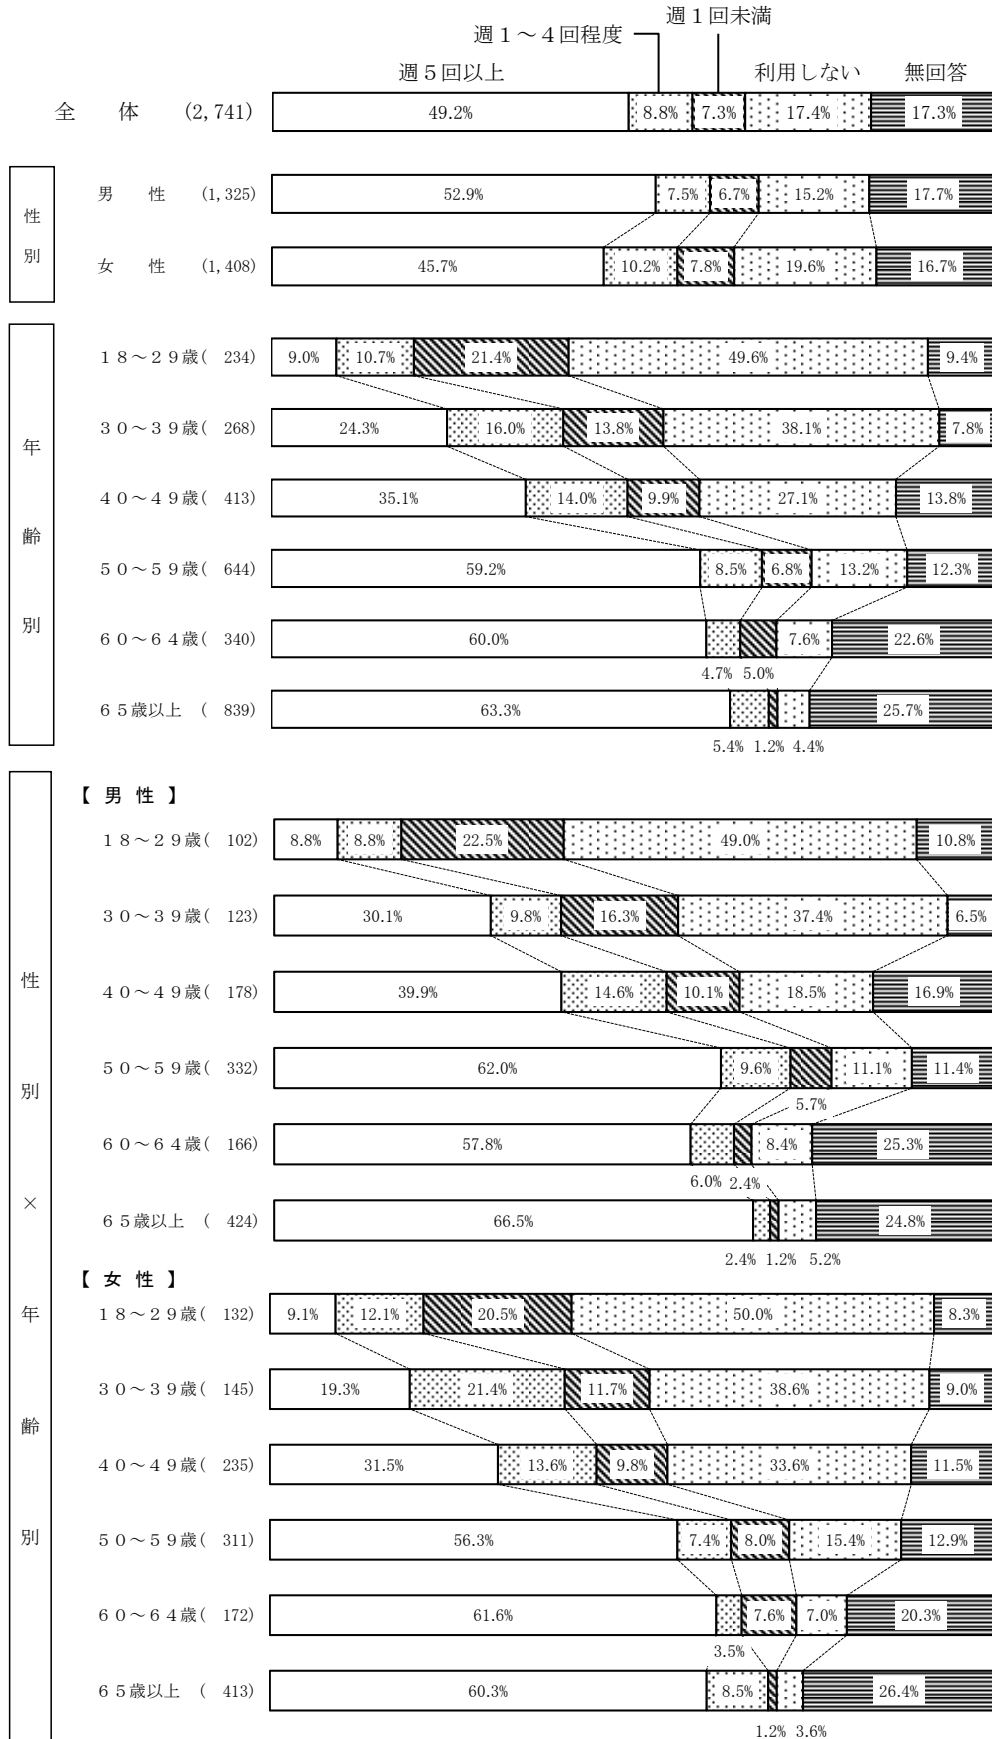 週１回未満
週１～４回程度
週５回以上 利用しない 無回答
全 体 (2,741) 49.2% 8.8% 7.3% 17.4% 17.3%
性別
男 性 (1,325) 52.9% 7.5% 6.7% 15.2% 17.7%
女 性 (1,408) 45.7% 10.2% 7.8% 19.6% 16.7%
年齢別
１８～２９歳( 234) 9.0% 10.7% 21.4% 49.6% 9.4%
３０～３９歳( 268) 24.3% 16.0% 13.8% 38.1% 7.8%
４０～４９歳( 413) 35.1% 14.0% 9.9% 27.1% 13.8%
５０～５９歳( 644) 59.2% 8.5% 6.8% 13.2% 12.3%
６０～６４歳( 340) 60.0% 7.6% 22.6%
4.7% 5.0%
６５歳以上 ( 839) 63.3% 25.7%
5.4% 1.2% 4.4%
性別×年齢別
【 男 性 】
１８～２９歳( 102) 8.8% 8.8% 22.5% 49.0% 10.8%
３０～３９歳( 123) 30.1% 9.8% 16.3% 37.4% 6.5%
４０～４９歳( 178) 39.9% 14.6% 10.1% 18.5% 16.9%
５０～５９歳( 332) 62.0% 9.6% 11.1% 11.4%
5.7%
６０～６４歳( 166) 57.8% 8.4% 25.3%
6.0% 2.4%
６５歳以上 ( 424) 66.5% 24.8%
2.4% 1.2% 5.2%
【 女 性 】
１８～２９歳( 132) 9.1% 12.1% 20.5% 50.0% 8.3%
３０～３９歳( 145) 19.3% 21.4% 11.7% 38.6% 9.0%
４０～４９歳( 235) 31.5% 13.6% 9.8% 33.6% 11.5%
５０～５９歳( 311) 56.3% 7.4% 8.0% 15.4% 12.9%
６０～６４歳( 172) 61.6% 7.6% 7.0% 20.3%
3.5%
６５歳以上 ( 413) 60.3% 8.5% 26.4%
1.2% 3.6%